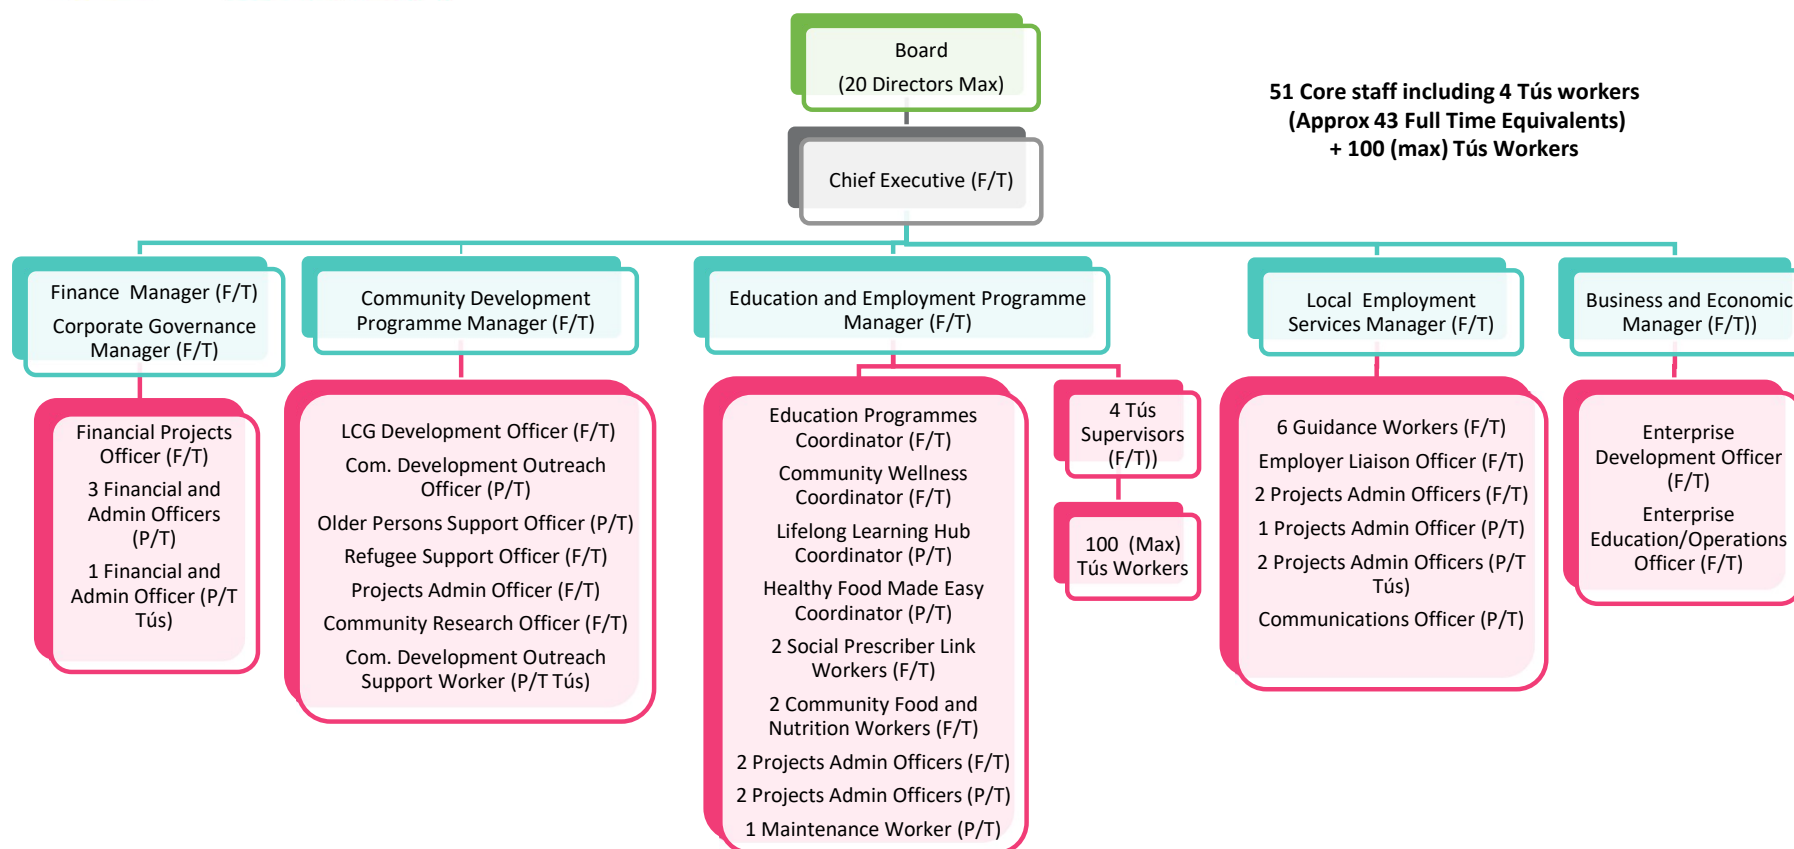 Board
(20 Directors Max)
51 Core staff including 4 Tús workers
(Approx 43 Full Time Equivalents)
+ 100 (max) Tús Workers
Chief Executive (F/T)
Finance Manager (F/T)
Corporate Governance
Manager (F/T)
Community Development
Programme Manager (F/T)
Education and Employment Programme
Manager (F/T)
Local Employment
Services Manager (F/T)
Business and Economic
Manager (F/T))
Financial Projects
Officer (F/T)
3 Financial and
Admin Officers
(P/T)
1 Financial and
Admin Officer (P/T
Tús)
LCG Development Officer (F/T)
Com. Development Outreach
Officer (P/T)
Older Persons Support Officer (P/T)
Refugee Support Officer (F/T)
Projects Admin Officer (F/T)
Community Research Officer (F/T)
Com. Development Outreach
Support Worker (P/T Tús)
Education Programmes
Coordinator (F/T)
Community Wellness
Coordinator (F/T)
Lifelong Learning Hub
Coordinator (P/T)
Healthy Food Made Easy
Coordinator (P/T)
2 Social Prescriber Link
Workers (F/T)
2 Community Food and
Nutrition Workers (F/T)
2 Projects Admin Officers (F/T)
2 Projects Admin Officers (P/T)
1 Maintenance Worker (P/T)
4 Tús
Supervisors
(F/T))
100 (Max)
Tús Workers
6 Guidance Workers (F/T)
Employer Liaison Officer (F/T)
2 Projects Admin Officers (F/T)
1 Projects Admin Officer (P/T)
2 Projects Admin Officers (P/T
Tús)
Communications Officer (P/T)
Enterprise
Development Officer
(F/T)
Enterprise
Education/Operations
Officer (F/T)